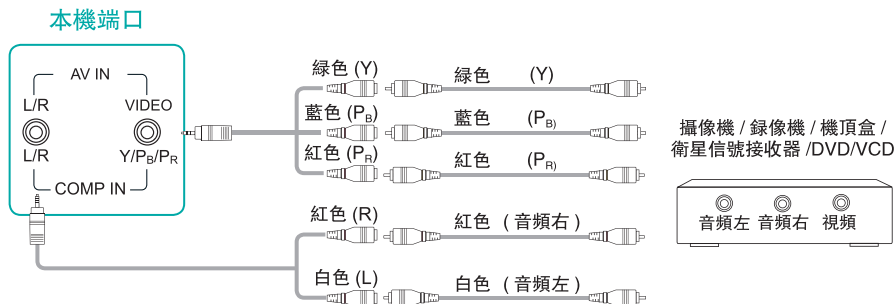 本機端口
AV IN
L/R VIDEO
L/R Y/PB/PR
COMP IN
綠色 (Y) 綠色 (Y)
藍色 (PB) 藍色 (PB)
紅色 (PR) 紅色 (PR)
紅色 (R) 紅色 ( 音頻右 )
白色 (L) 白色 ( 音頻左 )
攝像機 / 録像機 / 機頂盒 /
衛星信號接收器 /DVD/VCD
音頻左 音頻右 視頻